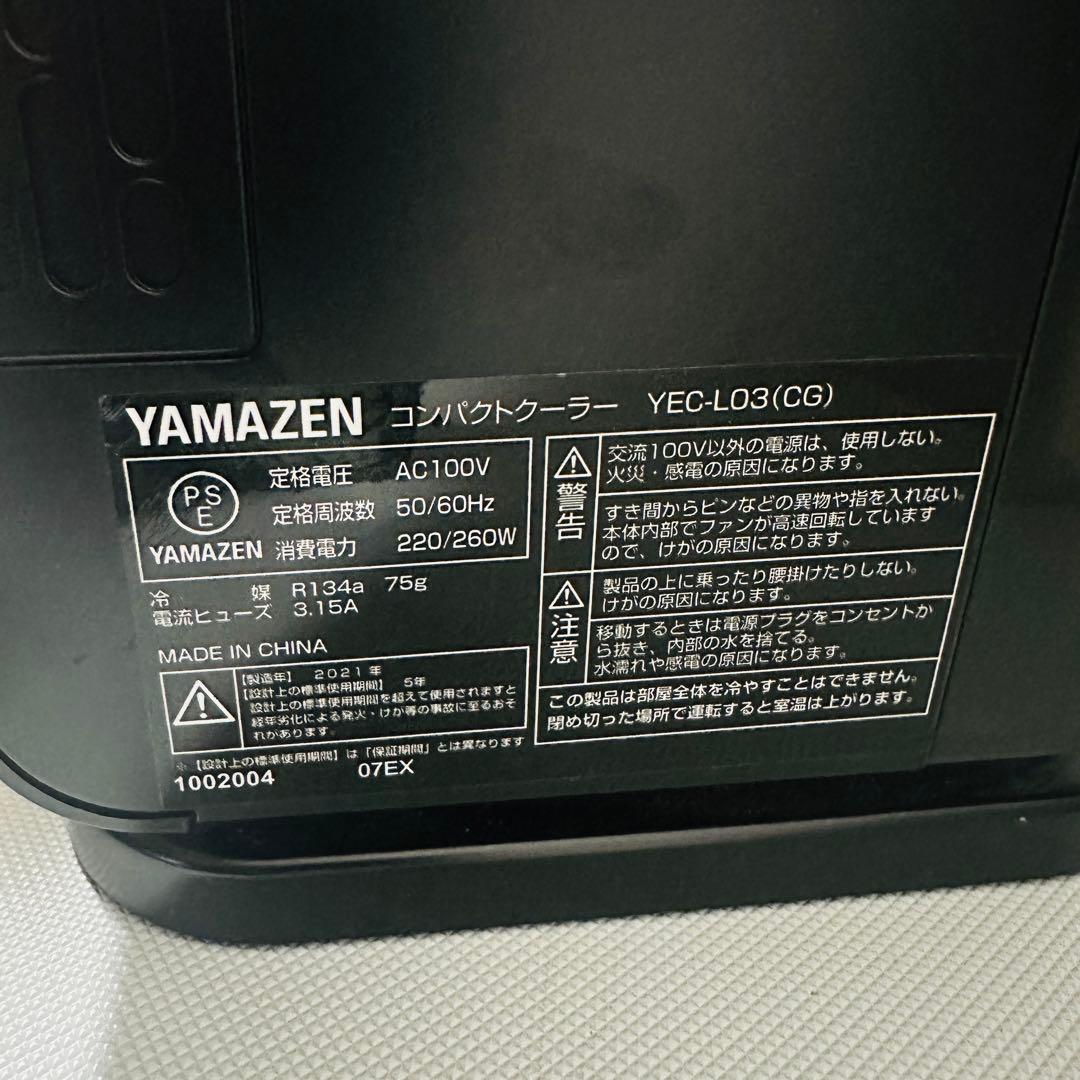 YAMAZEN コンパクトクーラー YEC-L03(CG)
PSE
YAMAZEN
定格電圧 AC100V
定格周波数 50/60Hz
消費電力 220/260W
冷媒 R134a 75g
電流ヒューズ 3.15A
MADE IN CHINA
【製造年】 2021年
【設計上の標準使用期間】 5年
設計上の標準使用期間を超えて使用されますと
経年劣化による発火・けが等の事故に至るおそ
れがあります。
※【設計上の標準使用期間】は「保証期間」とは異なります
1002004 07EX
警告
交流100V以外の電源は、使用しない。
火災・感電の原因になります。
すき間からピンなどの異物や指を入れない。
本体内部でファンが高速回転しています
ので、けがの原因になります。
注意
製品の上に乗ったり腰掛けたりしない。
けがの原因になります。
移動するときは電源プラグをコンセントか
ら抜き、内部の水を捨てる。
水濡れや感電の原因になります。
この製品は部屋全体を冷やすことはできません。
閉め切った場所で運転すると室温は上がります。